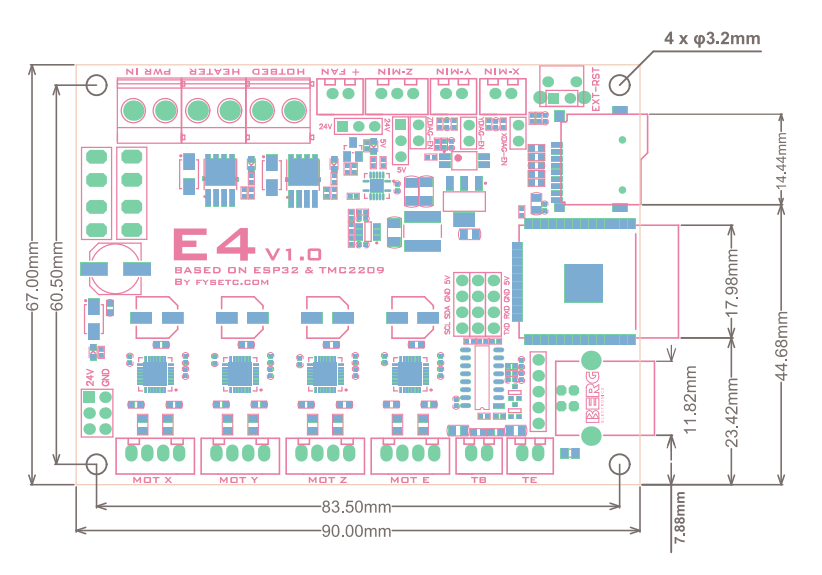 4 x φ3.2mm
PWR IN
HEATER
HOTBED
FAN +
Z-MIN
Y-MIN
X-MIN
EXT-RST
24V
24V
5V
5V
ZDIAG-EN
YDIAG-EN
XDIAG-EN
14.44mm
67.00mm
60.50mm
E4 V1.0
BASED ON ESP32 & TMC2209
BY FYSETC.COM
17.98mm
44.68mm
SCL SDA GND 5V
TXD RXD GND 5V
24V
GND
BERG
11.82mm
23.42mm
MOT X
MOT Y
MOT Z
MOT E
TB
TE
83.50mm
90.00mm
7.88mm